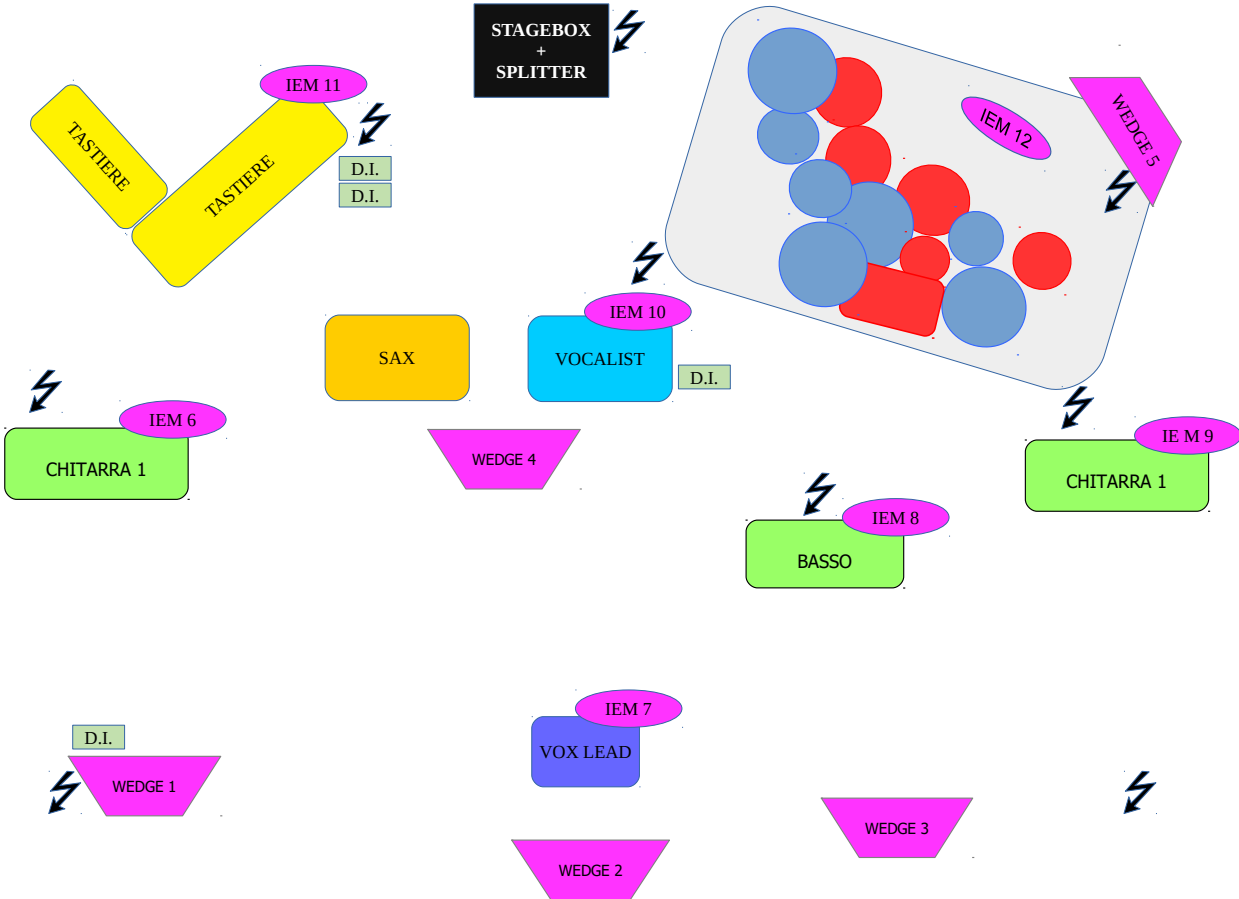 STAGEBOX
+
SPLITTER
IEM 11
TASTIERE
TASTIERE
D.I.
D.I.
IEM 12
WEDGE 5
IEM 10
SAX
VOCALIST
D.I.
IEM 6
CHITARRA 1
WEDGE 4
IE M 9
CHITARRA 1
IEM 8
BASSO
IEM 7
VOX LEAD
D.I.
WEDGE 1
WEDGE 3
WEDGE 2